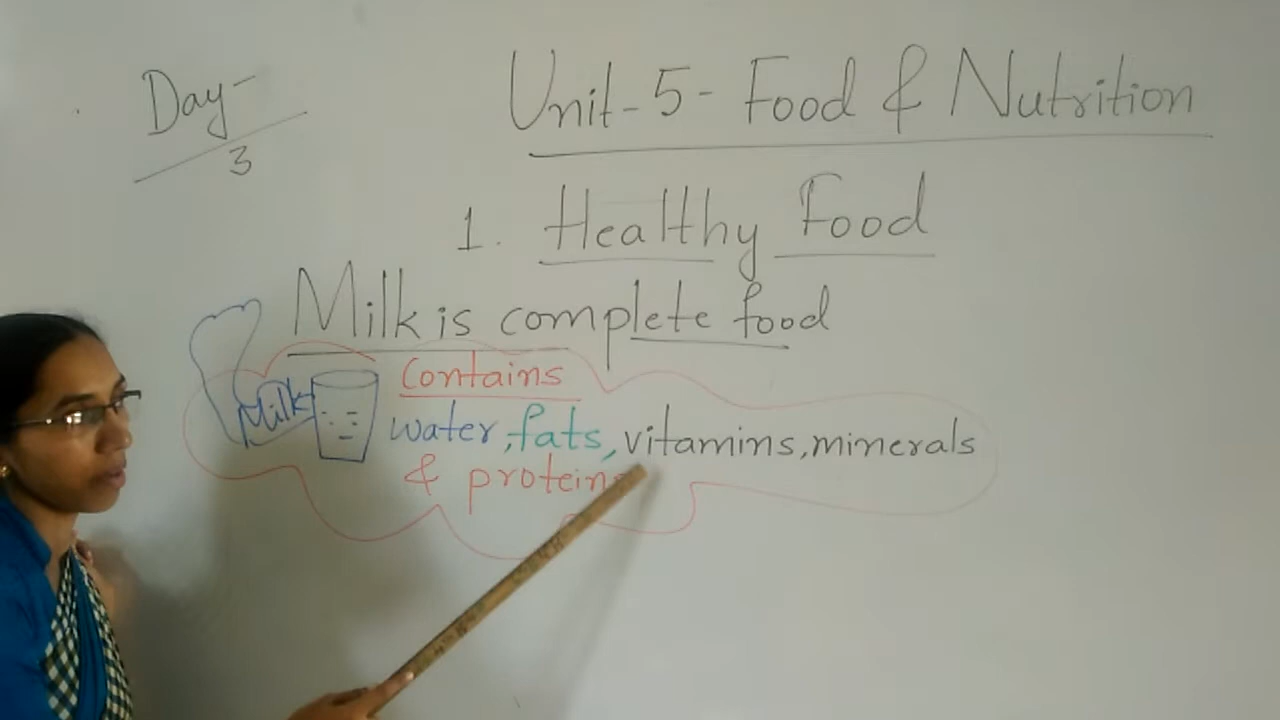 Day-
3
Unit-5- Food & Nutrition
1. Healthy Food
Milk is complete food
Contains
Milk
water, fats, vitamins, minerals
& protein